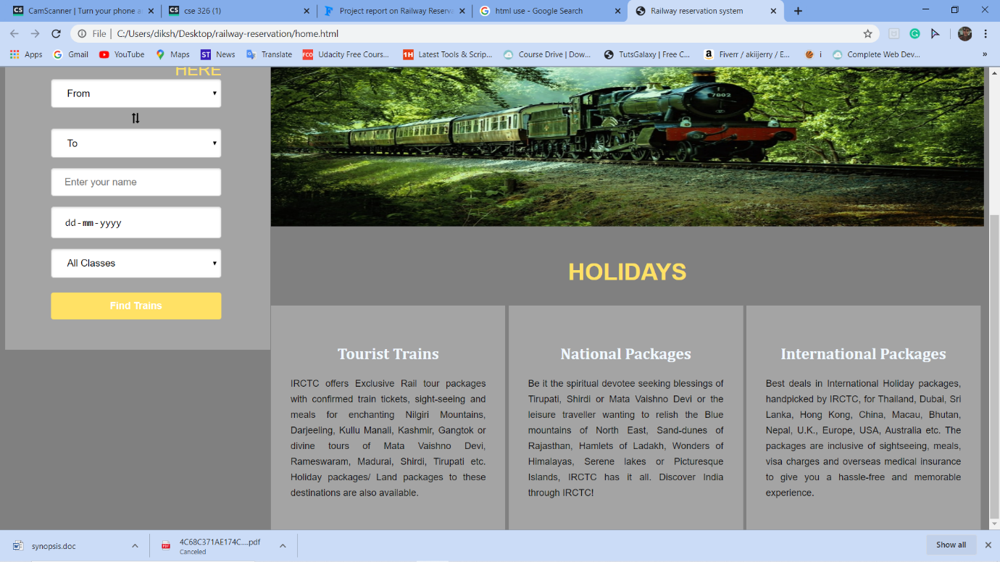 CamScanner | Turn your phone a
cse 326 (1)
Project report on Railway Reserva
html use - Google Search
Railway reservation system
File | C:/Users/diksh/Desktop/railway-reservation/home.html
Apps
Gmail
YouTube
Maps
ST News
Translate
Udacity Free Cours...
1H Latest Tools & Scrip...
Course Drive | Dow...
TutsGalaxy | Free C...
Fiverr / akiijerry / E...
i
Complete Web Dev...
HERE
From
To
Enter your name
dd-mm-yyyy
All Classes
Find Trains
7802
HOLIDAYS
Tourist Trains
IRCTC offers Exclusive Rail tour packages
with confirmed train tickets, sight-seeing and
meals for enchanting Nilgiri Mountains,
Darjeeling, Kullu Manali, Kashmir, Gangtok or
divine tours of Mata Vaishno Devi,
Rameswaram, Madurai, Shirdi, Tirupati etc.
Holiday packages/ Land packages to these
destinations are also available.
National Packages
Be it the spiritual devotee seeking blessings of
Tirupati, Shirdi or Mata Vaishno Devi or the
leisure traveller wanting to relish the Blue
mountains of North East, Sand-dunes of
Rajasthan, Hamlets of Ladakh, Wonders of
Himalayas, Serene lakes or Picturesque
Islands, IRCTC has it all. Discover India
through IRCTC!
International Packages
Best deals in International Holiday packages,
handpicked by IRCTC, for Thailand, Dubai, Sri
Lanka, Hong Kong, China, Macau, Bhutan,
Nepal, U.K., Europe, USA, Australia etc. The
packages are inclusive of sightseeing, meals,
visa charges and overseas medical insurance
to give you a hassle-free and memorable
experience.
synopsis.doc
4C68C371AE174C....pdf
Canceled
Show all